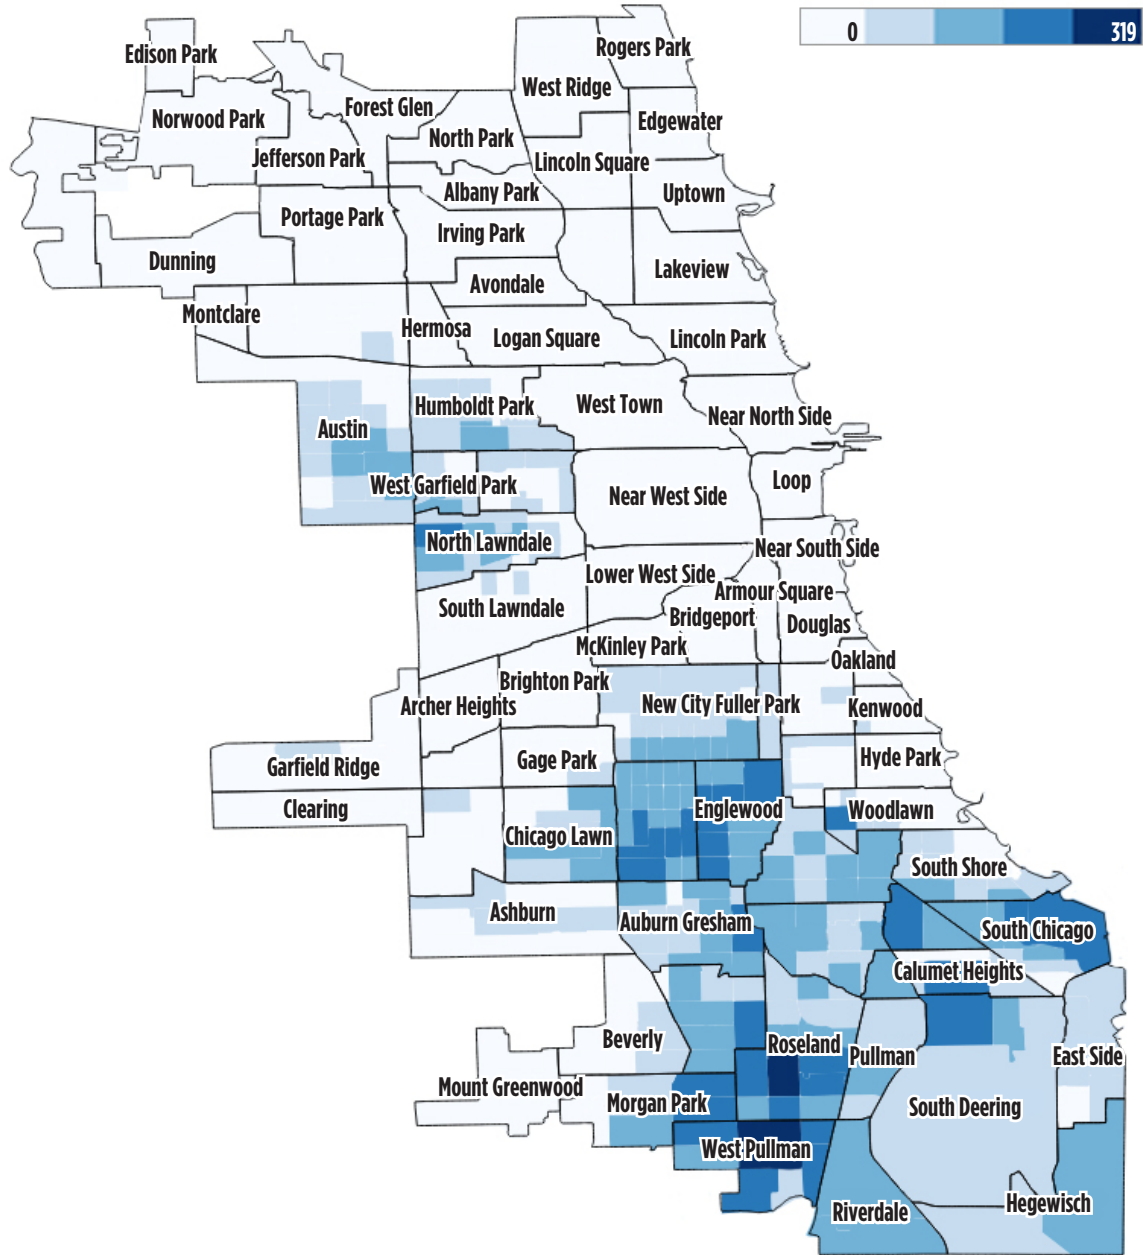 0
319
Rogers Park
Edison Park
West Ridge
Forest Glen
Norwood Park
Edgewater
North Park
Jefferson Park
Lincoln Square
Albany Park
Uptown
Portage Park
Irving Park
Dunning
Lakeview
Avondale
Montclare
Hermosa
Logan Square
Lincoln Park
Humboldt Park
West Town
Near North Side
Austin
West Garfield Park
Loop
Near West Side
North Lawndale
Near South Side
Lower West Side
Armour Square
South Lawndale
Bridgeport
Douglas
McKinley Park
Oakland
Brighton Park
Archer Heights
New City
Fuller Park
Kenwood
Gage Park
Hyde Park
Garfield Ridge
Clearing
Englewood
Woodlawn
Chicago Lawn
South Shore
Ashburn
Auburn Gresham
South Chicago
Calumet Heights
Beverly
Roseland
Pullman
East Side
Mount Greenwood
Morgan Park
South Deering
West Pullman
Hegewisch
Riverdale